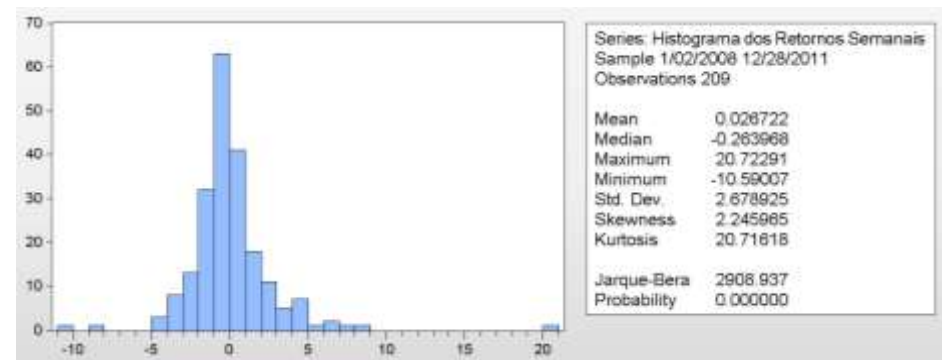 70
60
50
40
30
20
10
0
-10 -5 0 5 10 15 20
Series: Histograma dos Retornos Semanais
Sample 1/02/2008 12/28/2011
Observations 209
Mean 0.026722
Median -0.263968
Maximum 20.72291
Minimum -10.59007
Std. Dev. 2.678925
Skewness 2.245965
Kurtosis 20.71618
Jarque-Bera 2908.937
Probability 0.000000